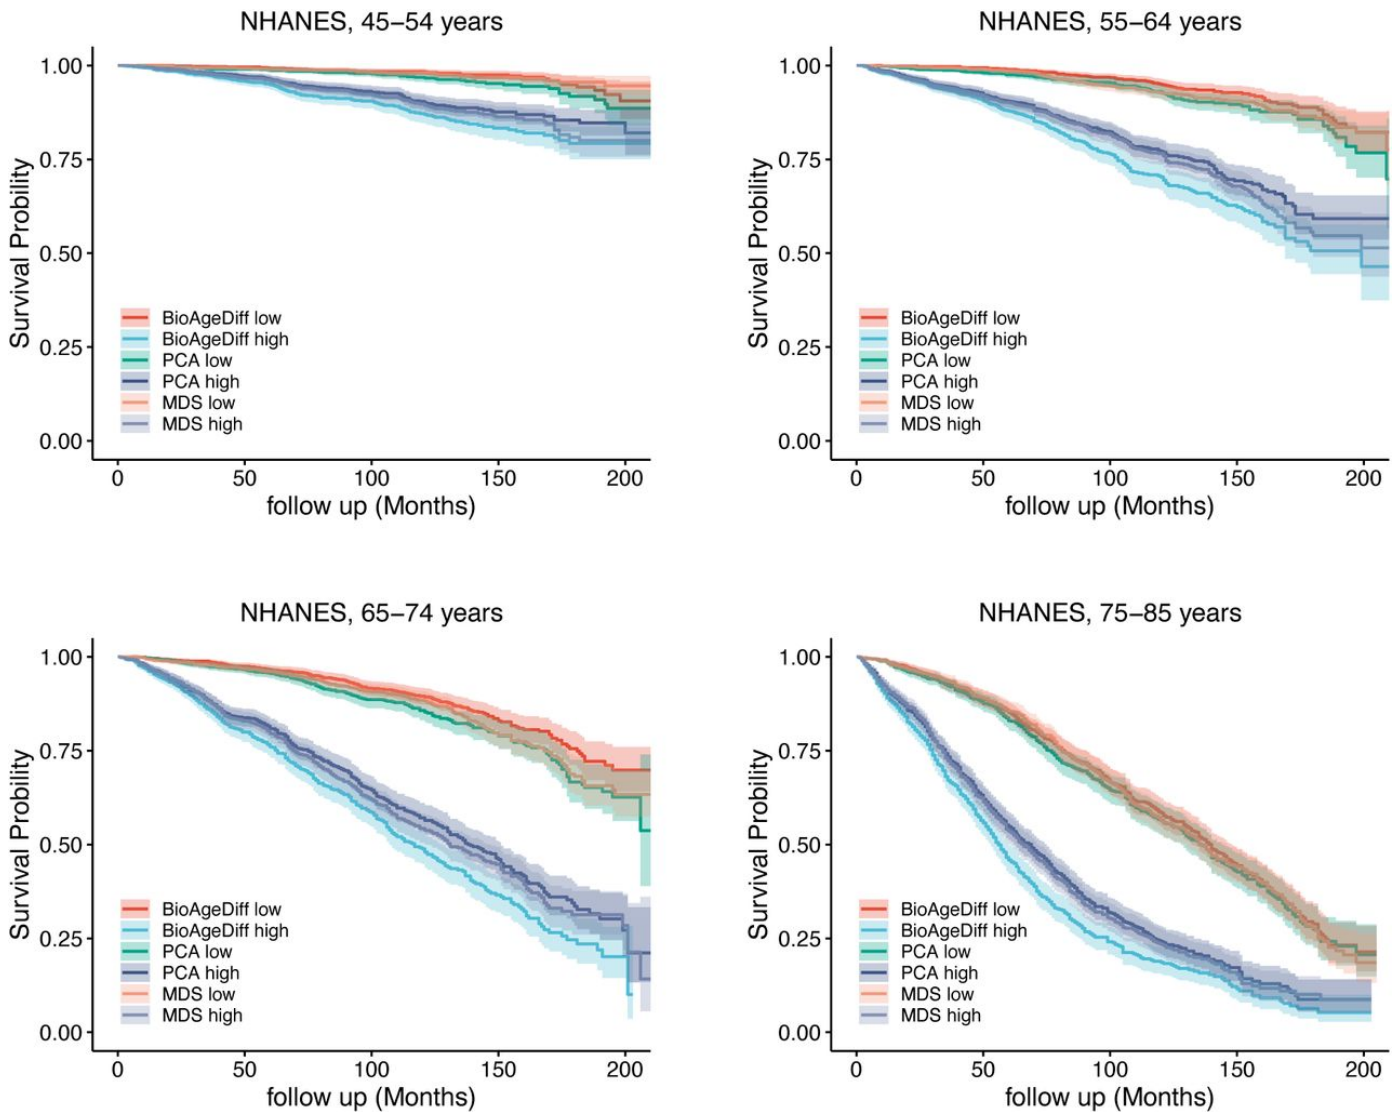 NHANES, 45–54 years
Survival Probility
1.00
0.75
0.50
0.25
0.00
BioAgeDiff low
BioAgeDiff high
PCA low
PCA high
MDS low
MDS high
0 50 100 150 200
follow up (Months)
NHANES, 55–64 years
Survival Probility
1.00
0.75
0.50
0.25
0.00
BioAgeDiff low
BioAgeDiff high
PCA low
PCA high
MDS low
MDS high
0 50 100 150 200
follow up (Months)
NHANES, 65–74 years
Survival Probility
1.00
0.75
0.50
0.25
0.00
BioAgeDiff low
BioAgeDiff high
PCA low
PCA high
MDS low
MDS high
0 50 100 150 200
follow up (Months)
NHANES, 75–85 years
Survival Probility
1.00
0.75
0.50
0.25
0.00
BioAgeDiff low
BioAgeDiff high
PCA low
PCA high
MDS low
MDS high
0 50 100 150 200
follow up (Months)